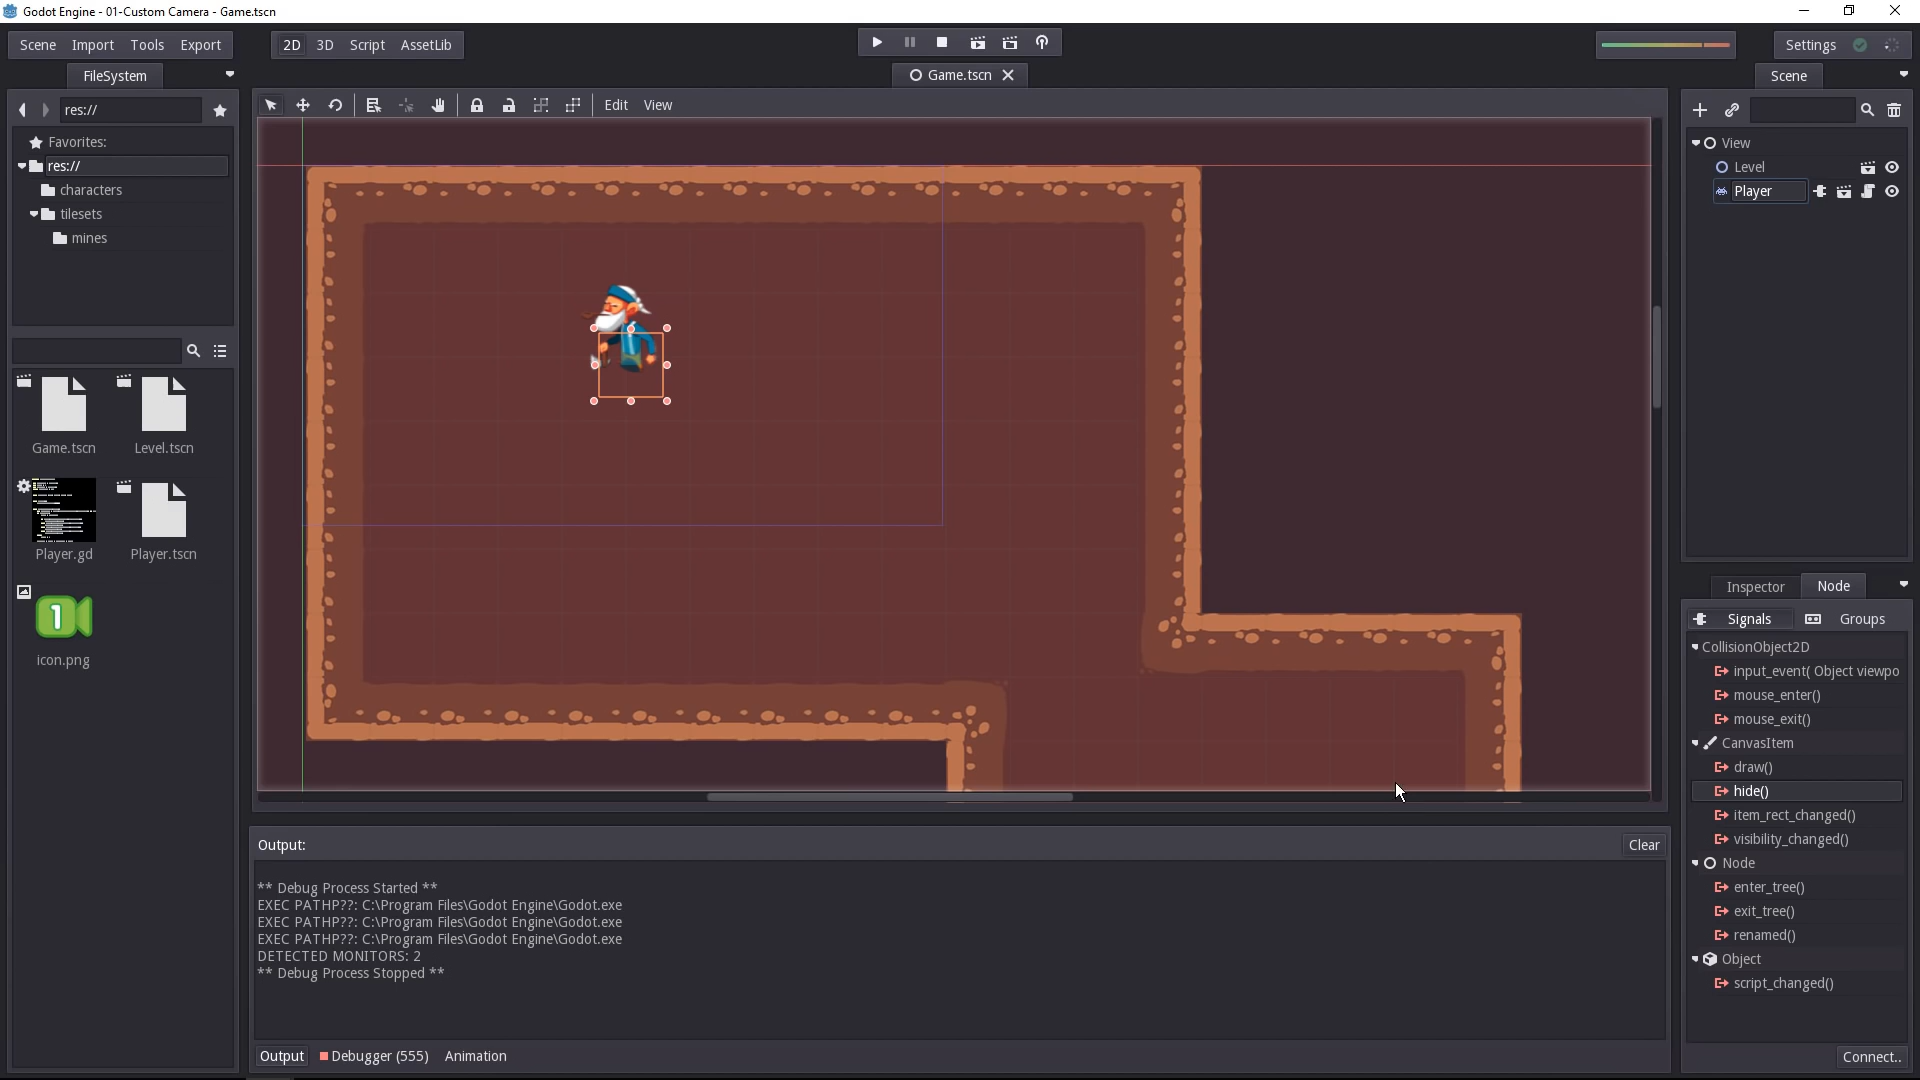 Godot Engine - 01-Custom Camera - Game.tscn
Scene Import Tools Export
2D 3D Script AssetLib
Settings
FileSystem
Game.tscn
Scene
res://
Edit View
Favorites:
res://
characters
tilesets
mines
View
Level
Player
Game.tscn
Level.tscn
Player.gd
Player.tscn
1
icon.png
Inspector Node
Signals Groups
CollisionObject2D
input_event( Object viewpo
mouse_enter()
mouse_exit()
CanvasItem
draw()
hide()
item_rect_changed()
visibility_changed()
Node
enter_tree()
exit_tree()
renamed()
Object
script_changed()
Connect..
Output:
Clear
** Debug Process Started **
EXEC PATHP??: C:\Program Files\Godot Engine\Godot.exe
EXEC PATHP??: C:\Program Files\Godot Engine\Godot.exe
EXEC PATHP??: C:\Program Files\Godot Engine\Godot.exe
DETECTED MONITORS: 2
** Debug Process Stopped **
Output Debugger (555) Animation